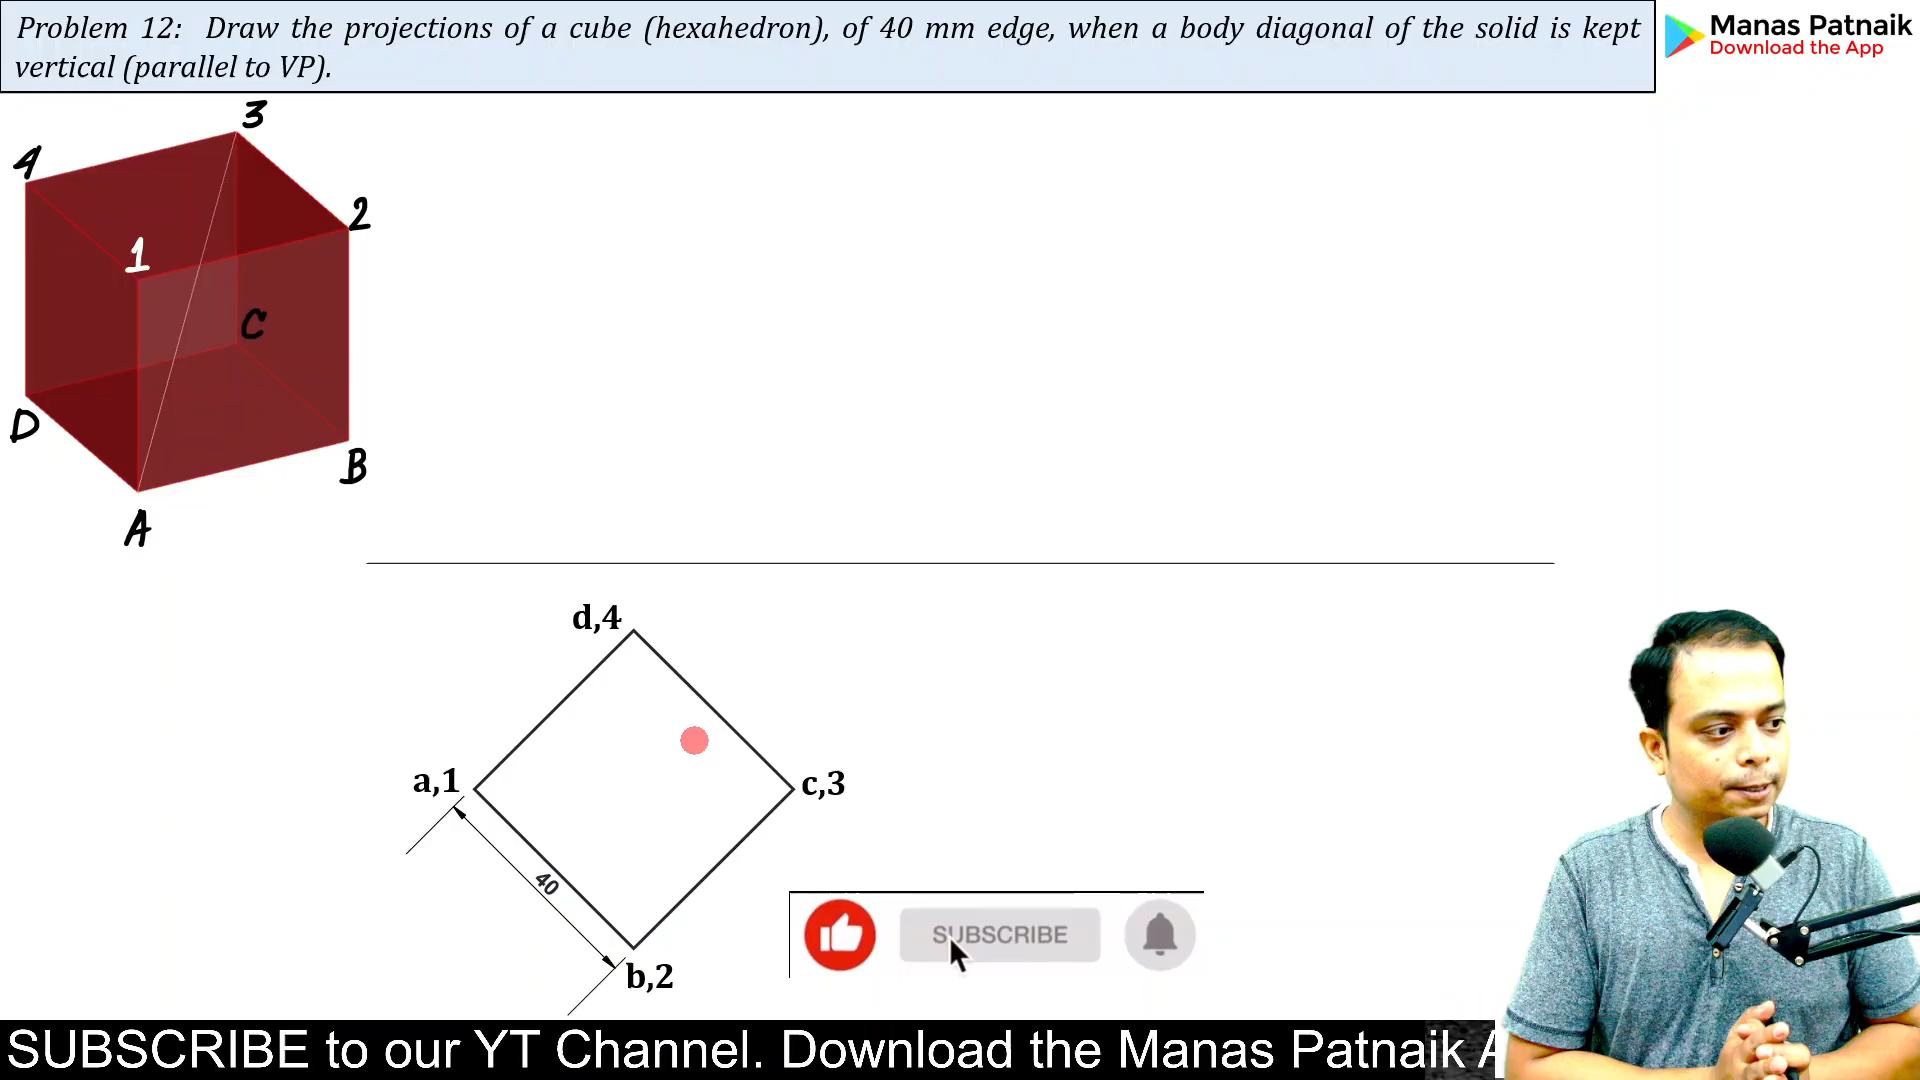 Problem 12: Draw the projections of a cube (hexahedron), of 40 mm edge, when a body diagonal of the solid is kept
vertical (parallel to VP).
Manas Patnaik
Download the App
3
4
2
1
C
D
B
A
d,4
a,1
c,3
40
b,2
SUBSCRIBE
SUBSCRIBE to our YT Channel. Download the Manas Patnaik A